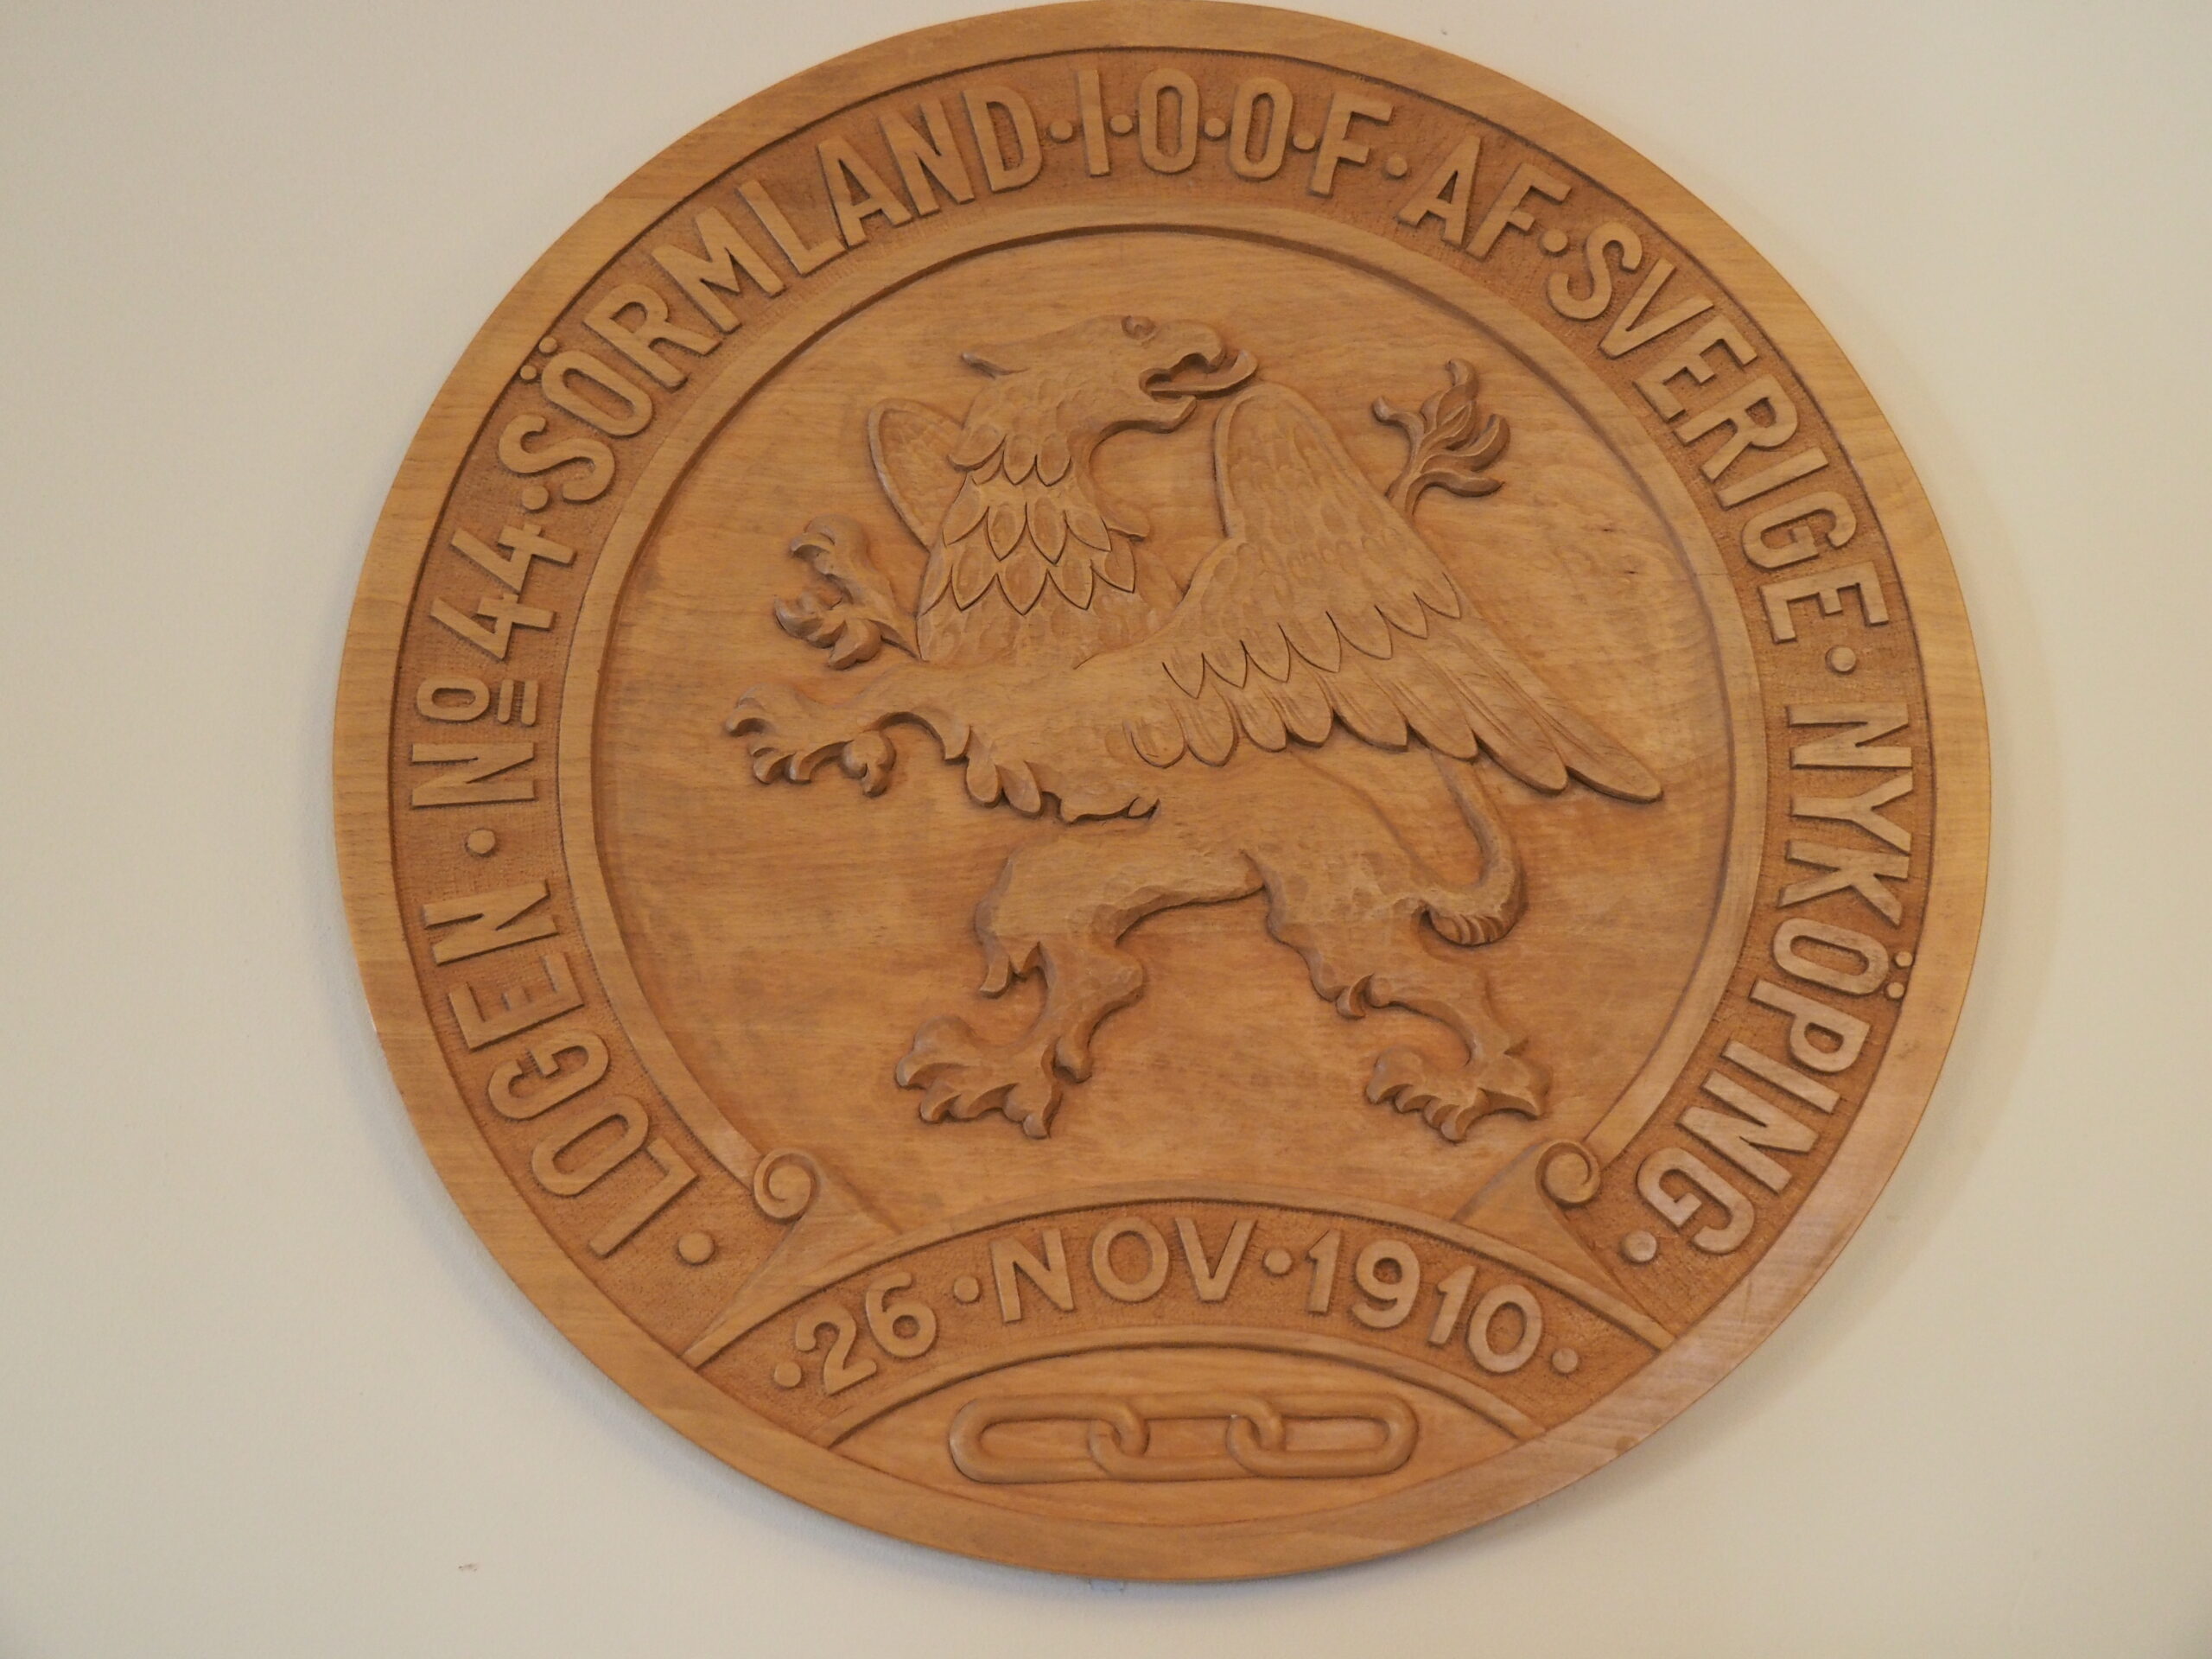 ·LOGEN·Nº44·SÖRMLAND·I·O·O·F·AF·SVERIGE·NYKÖPING·
·26·NOV·1910·